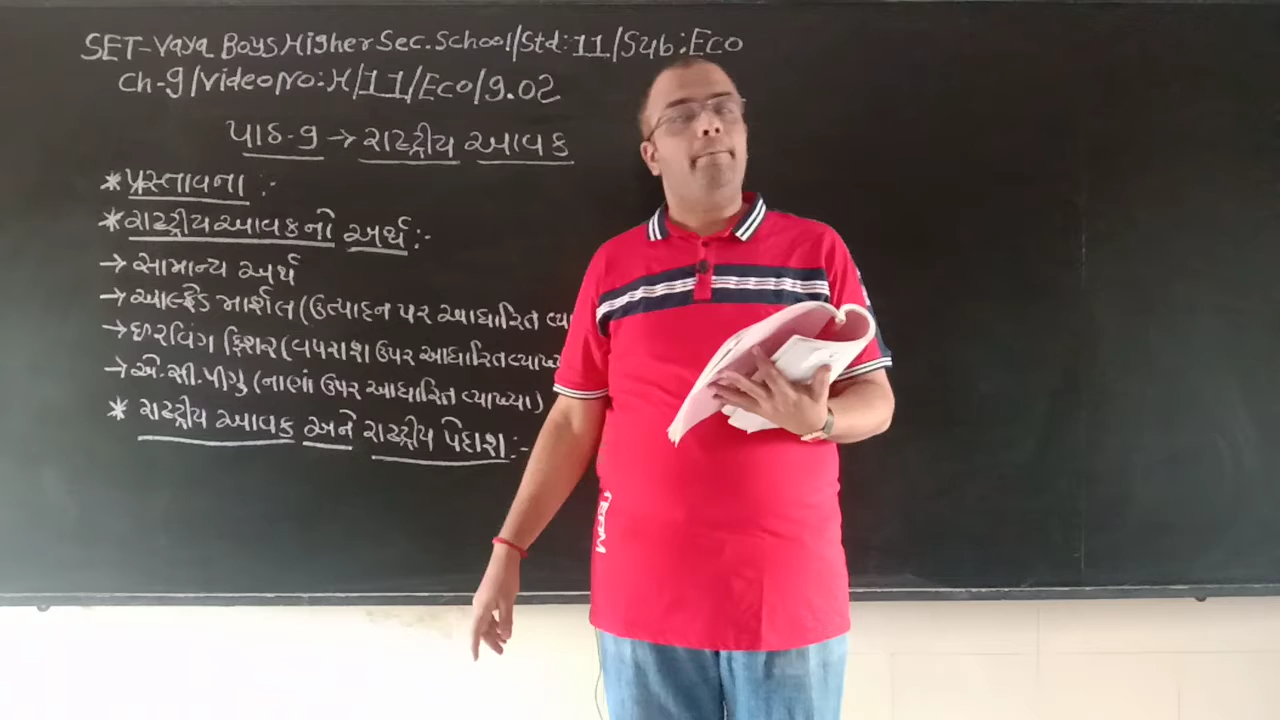 SET-Vaya Boys Higher Sec. School/Std:11/Sub:Eco
Ch-9/Video No:H/11/Eco/9.02
પાઠ-9 → રાષ્ટ્રીય આવક
* પ્રસ્તાવના :-
* રાષ્ટ્રીય આવકનો અર્થ :-
→ સામાન્ય અર્થ
→ આલ્ફ્રેડ માર્શલ (ઉત્પાદન પર આધારિત
→ ઇરવિંગ ફિશર (વપરાશ ઉપર આધારિત
→ એ.સી.પીગુ (નાણાં ઉપર આધારિત વ્યાખ્યા)
* રાષ્ટ્રીય આવક અને રાષ્ટ્રીય પેદાશ :-